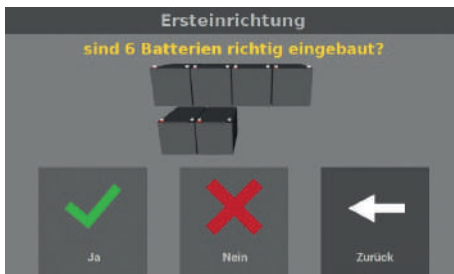 Ersteinrichtung
sind 6 Batterien richtig eingebaut?
Ja
Nein
Zurück